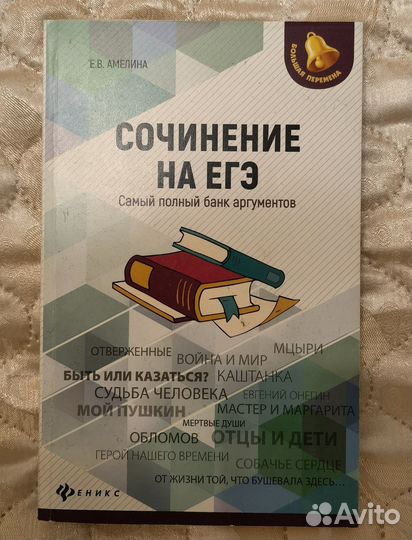 Е.В. АМЕЛИНА
БОЛЬШАЯ ПЕРЕМЕНА
СОЧИНЕНИЕ
НА ЕГЭ
Самый полный банк аргументов
ОТВЕРЖЕННЫЕ
ВОЙНА И МИР
МЦЫРИ
БЫТЬ ИЛИ КАЗАТЬСЯ?
КАШТАНКА
СУДЬБА ЧЕЛОВЕКА
ЕВГЕНИЙ ОНЕГИН
МОЙ ПУШКИН
МАСТЕР И МАРГАРИТА
МЕРТВЫЕ ДУШИ
ОБЛОМОВ
ОТЦЫ И ДЕТИ
ГЕРОЙ НАШЕГО ВРЕМЕНИ
СОБАЧЬЕ СЕРДЦЕ
ОТ ЖИЗНИ ТОЙ, ЧТО БУШЕВАЛА ЗДЕСЬ...
ФЕНИКС
Avito